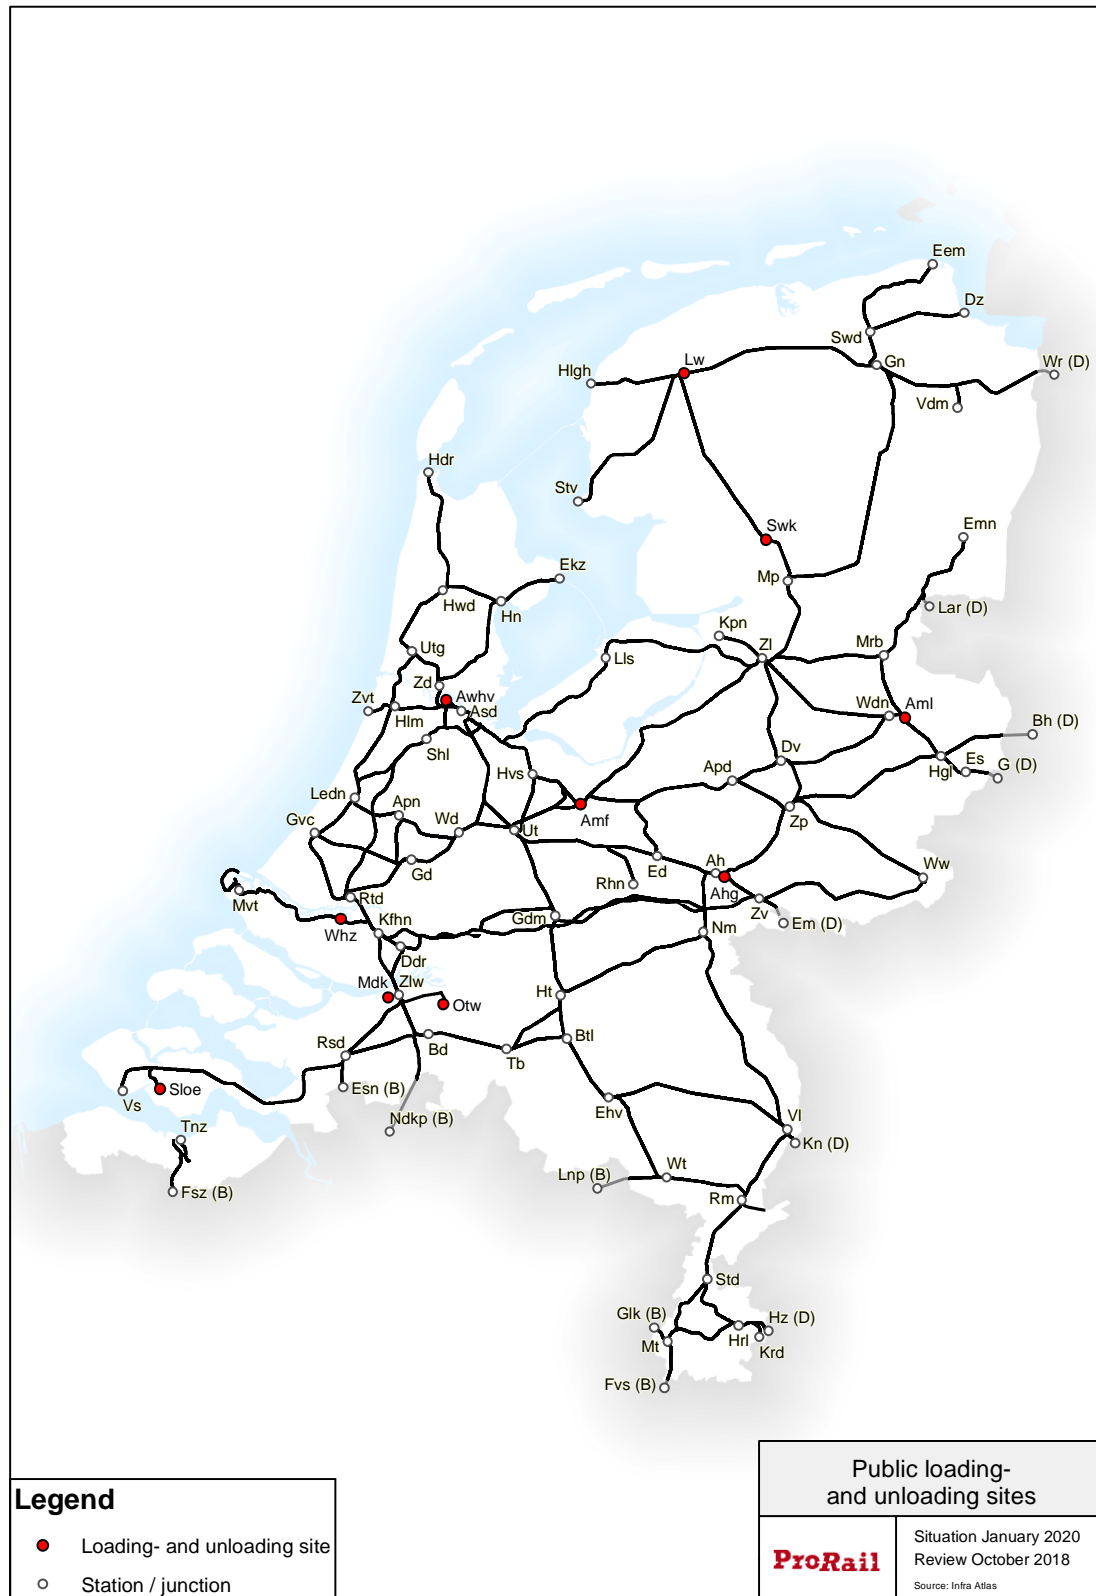 Eem
Dz
Swd
Lw
Gn
Wr (D)
Hlgh
Vdm
Hdr
Stv
Swk
Emn
Ekz
Mp
Hwd
Hn
Lar (D)
Kpn
Utg
Zl
Mrb
Lls
Zd
Zvt
Awhv
Asd
Hlm
Wdn
Aml
Bh (D)
Shl
Dv
Es
Hgl
G (D)
Hvs
Apd
Ledn
Apn
Gvc
Wd
Ut
Amf
Zp
Gd
Ed
Ah
Ww
Rhn
Ahg
Mvt
Rtd
Zv
Em (D)
Whz
Kfhn
Gdm
Nm
Ddr
Mdk
Zlw
Ht
Otw
Rsd
Bd
Btl
Tb
Sloe
Vs
Esn (B)
Ehv
Ndkp (B)
Vl
Tnz
Kn (D)
Wt
Lnp (B)
Fsz (B)
Rm
Std
Glk (B)
Hz (D)
Mt
Hrl
Krd
Fvs (B)
Legend
Loading- and unloading site
Station / junction
Public loading-
and unloading sites
ProRail
Situation January 2020
Review October 2018
Source: Infra Atlas